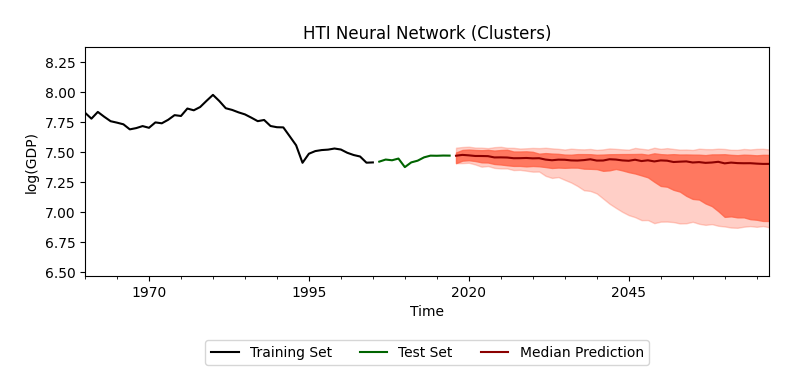 HTI Neural Network (Clusters)
8.25
8.00
7.75
7.50
7.25
7.00
6.75
6.50
log(GDP)
1970 1995 2020 2045
Time
Training Set Test Set Median Prediction